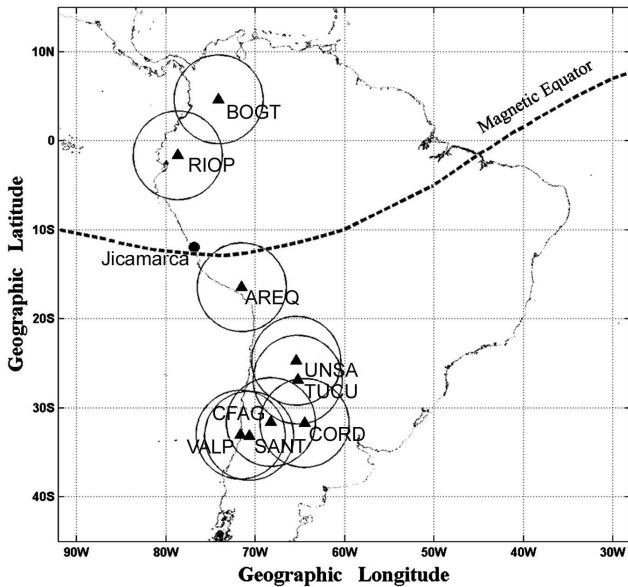 10N
0
10S
20S
30S
40S
Geographic Latitude
BOGT
RIOP
Magnetic Equator
Jicamarca
AREQ
UNSA
TUCU
CFAG
CORD
VALP
SANT
90W
80W
70W
60W
50W
40W
30W
Geographic Longitude